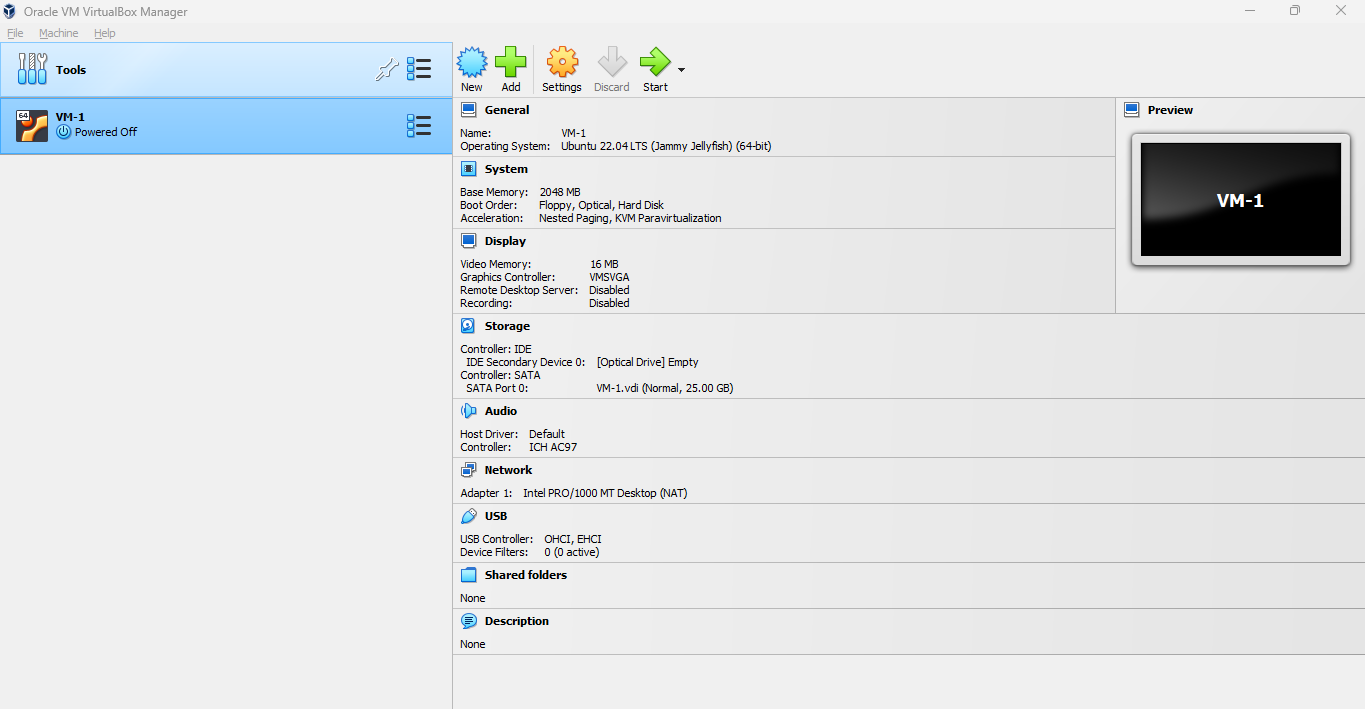 Oracle VM VirtualBox Manager
File Machine Help
Tools
64
VM-1
Powered Off
New Add Settings Discard Start
General
Name: VM-1
Operating System: Ubuntu 22.04 LTS (Jammy Jellyfish) (64-bit)
Preview
VM-1
System
Base Memory: 2048 MB
Boot Order: Floppy, Optical, Hard Disk
Acceleration: Nested Paging, KVM Paravirtualization
Display
Video Memory: 16 MB
Graphics Controller: VMSVGA
Remote Desktop Server: Disabled
Recording: Disabled
Storage
Controller: IDE
IDE Secondary Device 0: [Optical Drive] Empty
Controller: SATA
SATA Port 0: VM-1.vdi (Normal, 25.00 GB)
Audio
Host Driver: Default
Controller: ICH AC97
Network
Adapter 1: Intel PRO/1000 MT Desktop (NAT)
USB
USB Controller: OHCI, EHCI
Device Filters: 0 (0 active)
Shared folders
None
Description
None